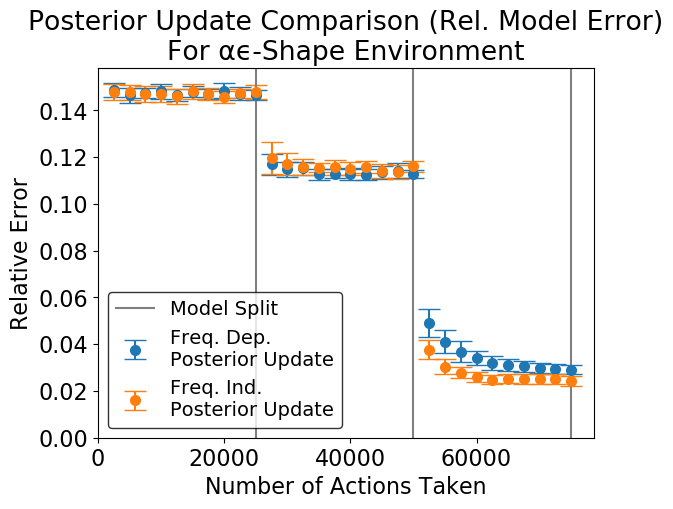 Posterior Update Comparison (Rel. Model Error)
For αϵ-Shape Environment
0.14
0.12
0.10
0.08
0.06
0.04
0.02
0.00
Relative Error
Model Split
Freq. Dep.
Posterior Update
Freq. Ind.
Posterior Update
0 20000 40000 60000
Number of Actions Taken